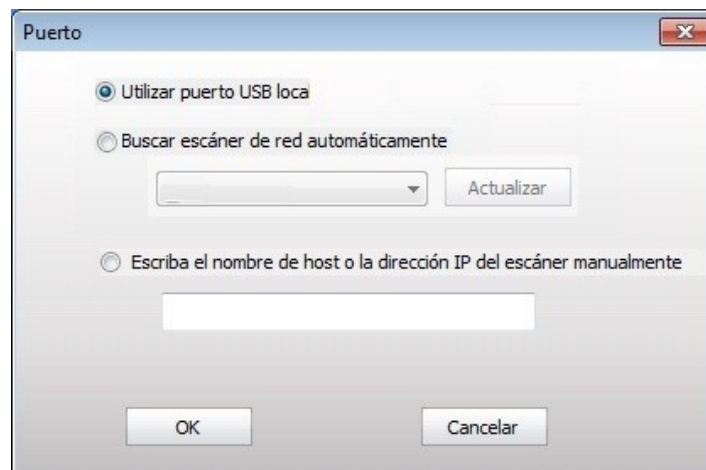 Puerto
Utilizar puerto USB loca
Buscar escáner de red automáticamente
Actualizar
Escriba el nombre de host o la dirección IP del escáner manualmente
OK
Cancelar